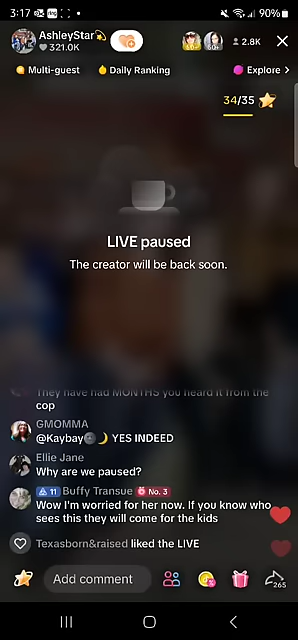 3:17 90%
AshleyStar💫
321.0K
60+
2.8K
Multi-guest Daily Ranking Explore >
34/35
LIVE paused
The creator will be back soon.
They have had MONTHS you heard it from the
cop
GMOMMA
@Kaybay🌚🌙 YES INDEED
Ellie Jane
Why are we paused?
11 Buffy Transue No. 3
Wow I'm worried for her now. If you know who
sees this they will come for the kids
Texasborn&raised liked the LIVE
Add comment
265